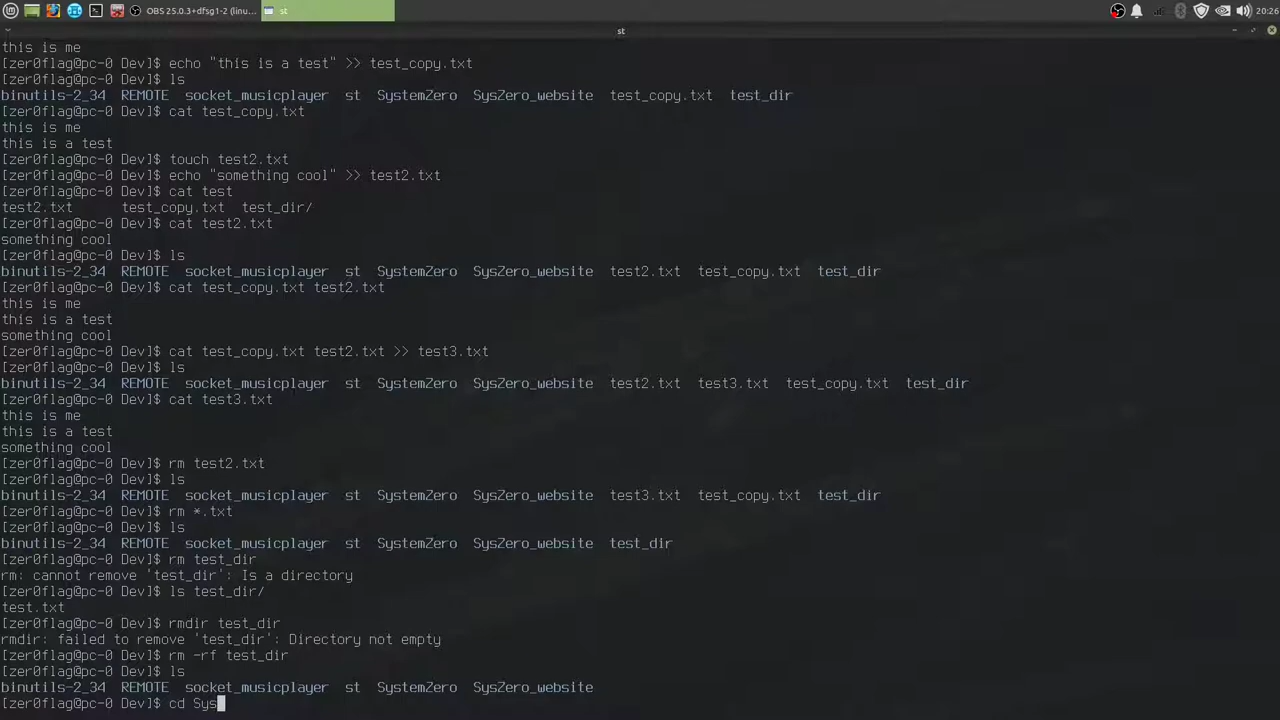 OBS 25.0.3+dfsg1-2 (linu... st 20:26
st
this is me
[zer0flag@pc-0 Dev]$ echo "this is a test" >> test_copy.txt
[zer0flag@pc-0 Dev]$ ls
binutils-2_34 REMOTE socket_musicplayer st SystemZero SysZero_website test_copy.txt test_dir
[zer0flag@pc-0 Dev]$ cat test_copy.txt
this is me
this is a test
[zer0flag@pc-0 Dev]$ touch test2.txt
[zer0flag@pc-0 Dev]$ echo "something cool" >> test2.txt
[zer0flag@pc-0 Dev]$ cat test
test2.txt test_copy.txt test_dir/
[zer0flag@pc-0 Dev]$ cat test2.txt
something cool
[zer0flag@pc-0 Dev]$ ls
binutils-2_34 REMOTE socket_musicplayer st SystemZero SysZero_website test2.txt test_copy.txt test_dir
[zer0flag@pc-0 Dev]$ cat test_copy.txt test2.txt
this is me
this is a test
something cool
[zer0flag@pc-0 Dev]$ cat test_copy.txt test2.txt >> test3.txt
[zer0flag@pc-0 Dev]$ ls
binutils-2_34 REMOTE socket_musicplayer st SystemZero SysZero_website test2.txt test3.txt test_copy.txt test_dir
[zer0flag@pc-0 Dev]$ cat test3.txt
this is me
this is a test
something cool
[zer0flag@pc-0 Dev]$ rm test2.txt
[zer0flag@pc-0 Dev]$ ls
binutils-2_34 REMOTE socket_musicplayer st SystemZero SysZero_website test3.txt test_copy.txt test_dir
[zer0flag@pc-0 Dev]$ rm *.txt
[zer0flag@pc-0 Dev]$ ls
binutils-2_34 REMOTE socket_musicplayer st SystemZero SysZero_website test_dir
[zer0flag@pc-0 Dev]$ rm test_dir
rm: cannot remove 'test_dir': Is a directory
[zer0flag@pc-0 Dev]$ ls test_dir/
test.txt
[zer0flag@pc-0 Dev]$ rmdir test_dir
rmdir: failed to remove 'test_dir': Directory not empty
[zer0flag@pc-0 Dev]$ rm -rf test_dir
[zer0flag@pc-0 Dev]$ ls
binutils-2_34 REMOTE socket_musicplayer st SystemZero SysZero_website
[zer0flag@pc-0 Dev]$ cd Sys